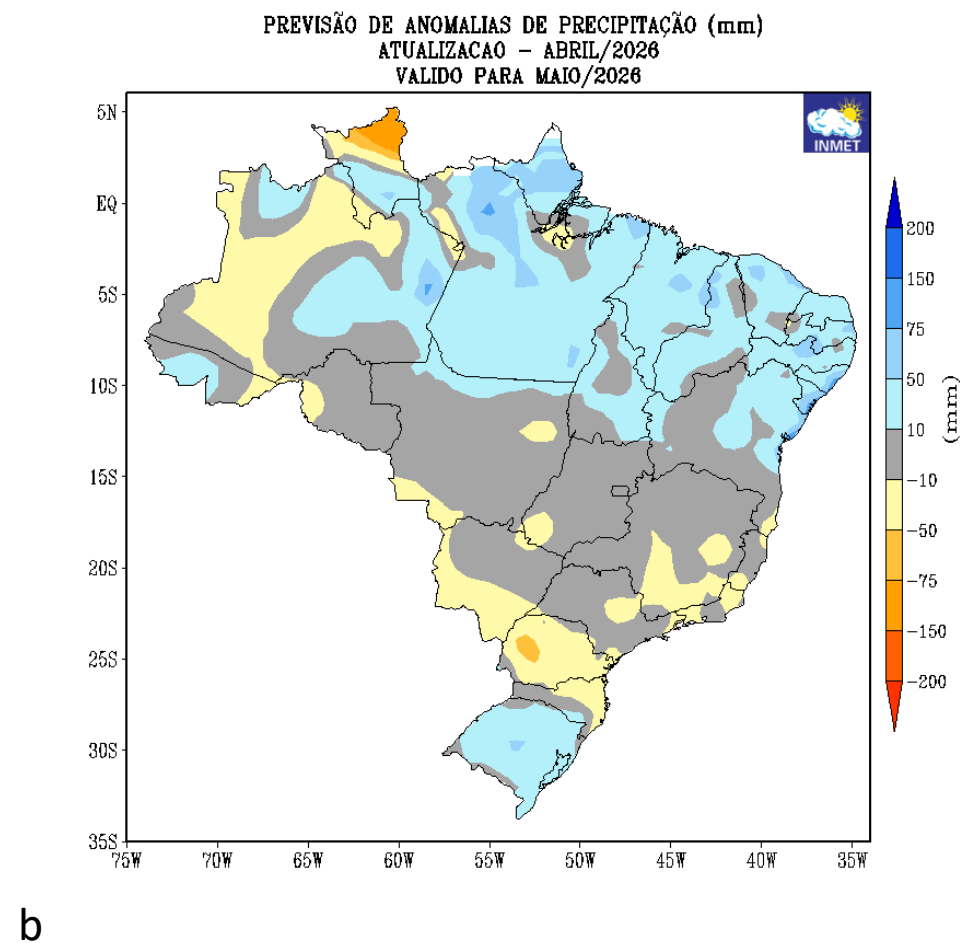 PREVISÃO DE ANOMALIAS DE PRECIPITAÇÃO (mm)
ATUALIZACAO - ABRIL/2026
VALIDO PARA MAIO/2026
INMET
5N
EQ
5S
10S
15S
20S
25S
30S
35S
75W 70W 65W 60W 55W 50W 45W 40W 35W
200
150
75
50
10
-10
-50
-75
-150
-200
(mm)
b